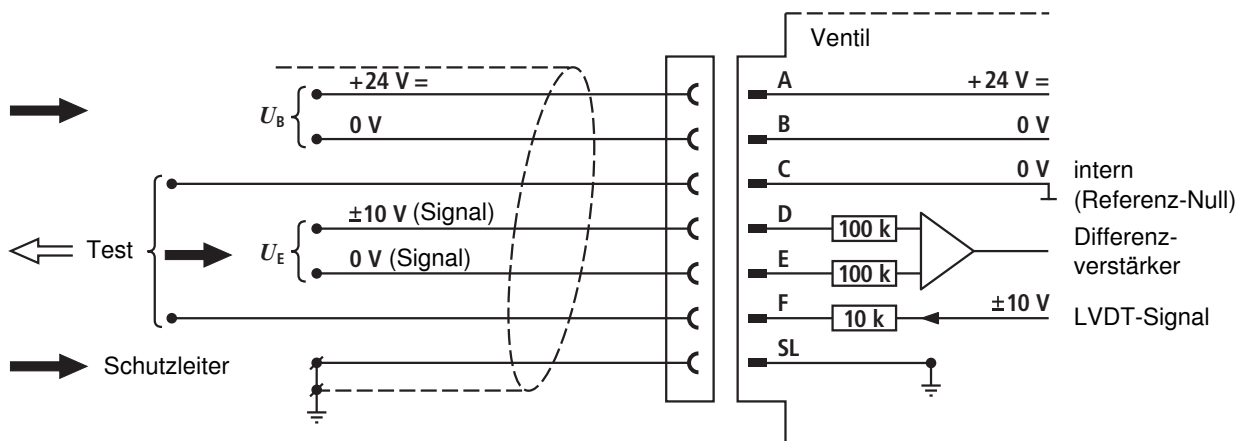 Ventil
+24 V =
A
+24 V =
U_B
0 V
B
0 V
C
0 V
intern
(Referenz-Null)
±10 V (Signal)
D
100 k
Differenz-
verstärker
Test
U_E
0 V (Signal)
E
100 k
F
10 k
±10 V
LVDT-Signal
Schutzleiter
SL